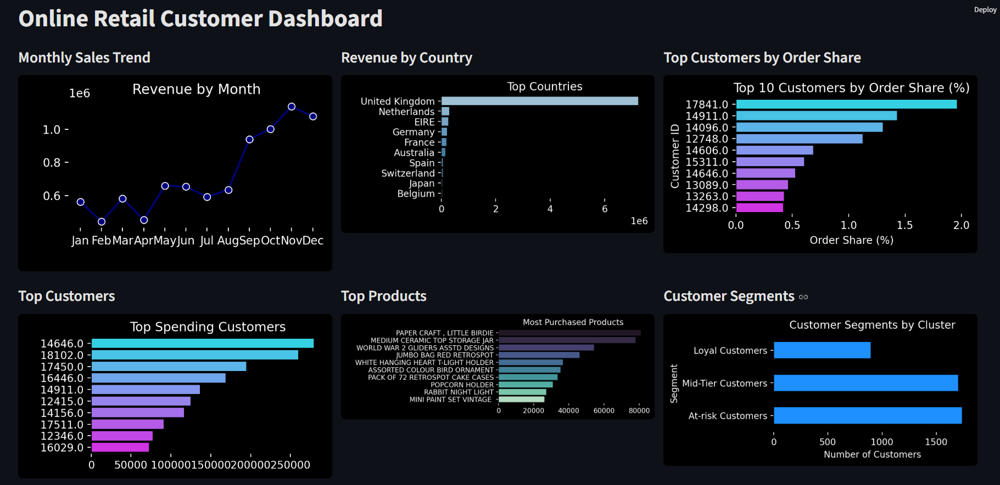 Deploy
Online Retail Customer Dashboard
Monthly Sales Trend
Revenue by Month
1e6
1.0
0.8
0.6
Jan Feb Mar Apr May Jun Jul Aug Sep Oct Nov Dec
Revenue by Country
Top Countries
United Kingdom
Netherlands
EIRE
Germany
France
Australia
Spain
Switzerland
Japan
Belgium
0 2 4 6
1e6
Top Customers by Order Share
Top 10 Customers by Order Share (%)
Customer ID
17841.0
14911.0
14096.0
12748.0
14606.0
15311.0
14646.0
13089.0
13263.0
14298.0
0.0 0.5 1.0 1.5 2.0
Order Share (%)
Top Customers
Top Spending Customers
14646.0
18102.0
17450.0
16446.0
14911.0
12415.0
14156.0
17511.0
12346.0
16029.0
0 50000 100000 150000 200000 250000
Top Products
Most Purchased Products
PAPER CRAFT , LITTLE BIRDIE
MEDIUM CERAMIC TOP STORAGE JAR
WORLD WAR 2 GLIDERS ASSTD DESIGNS
JUMBO BAG RED RETROSPOT
WHITE HANGING HEART T-LIGHT HOLDER
ASSORTED COLOUR BIRD ORNAMENT
PACK OF 72 RETROSPOT CAKE CASES
POPCORN HOLDER
RABBIT NIGHT LIGHT
MINI PAINT SET VINTAGE
0 20000 40000 60000 80000
Customer Segments
Customer Segments by Cluster
Segment
Loyal Customers
Mid-Tier Customers
At-risk Customers
0 500 1000 1500
Number of Customers